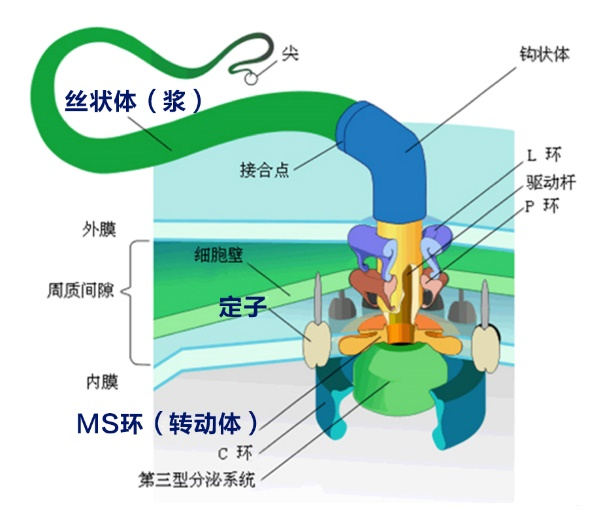 尖
钩状体
丝状体（浆）
接合点
L 环
驱动杆
P 环
外膜
细胞壁
周质间隙
定子
内膜
MS环（转动体）
C 环
第三型分泌系统